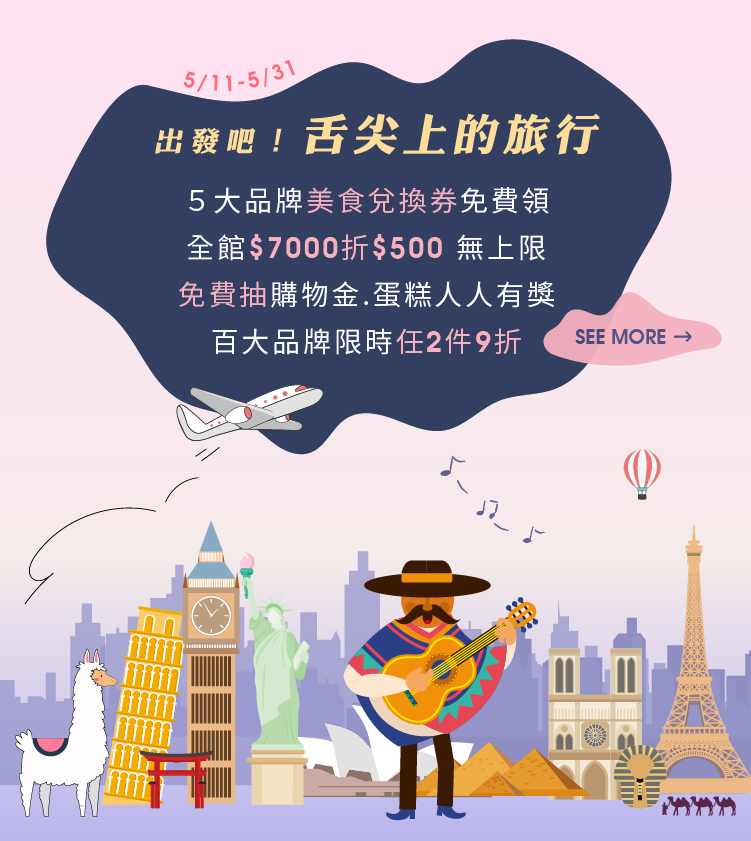 5/11-5/31
出發吧！舌尖上的旅行
5大品牌美食兌換券免費領
全館$7000折$500 無上限
免費抽購物金.蛋糕人人有獎
百大品牌限時任2件9折
SEE MORE →